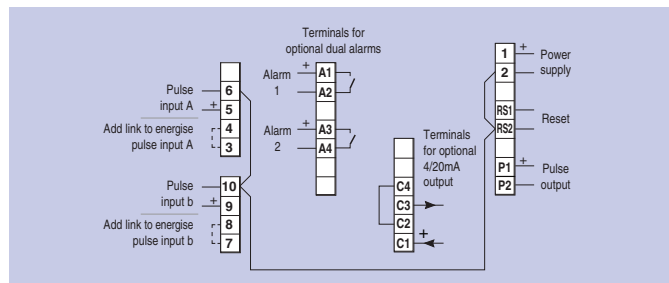 Terminals for
optional dual alarms
Pulse
input A
6
+
5
Add link to energise
pulse input A
4
3
Pulse
input b
10
+
9
Add link to energise
pulse input b
8
7
Alarm
1
+
A1
A2
Alarm
2
+
A3
A4
Terminals
for optional
4/20mA
output
C4
C3
C2
+
C1
1
+
Power
supply
2
RS1
Reset
RS2
P1
+
Pulse
output
P2